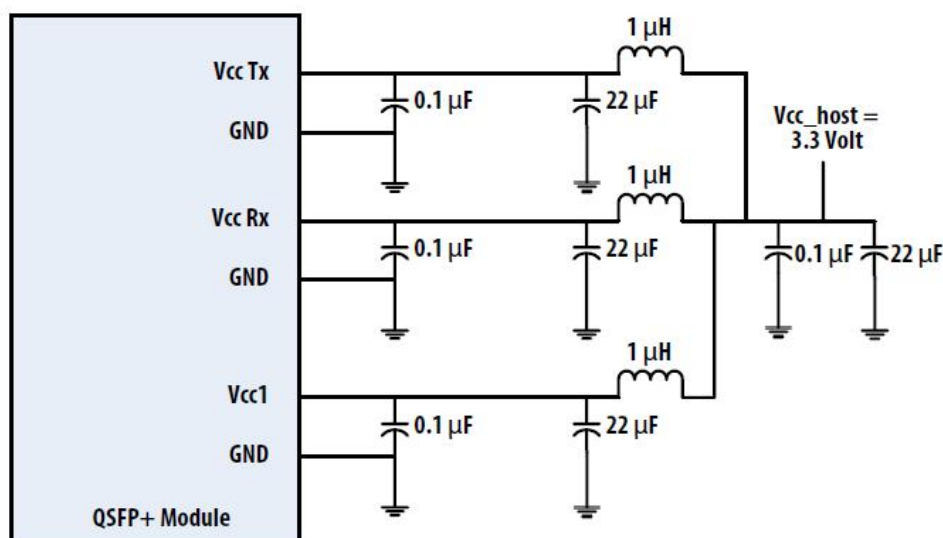 1 μH
Vcc Tx
0.1 μF
22 μF
GND
Vcc_host =
3.3 Volt
1 μH
Vcc Rx
0.1 μF
22 μF
0.1 μF
22 μF
GND
1 μH
Vcc1
0.1 μF
22 μF
GND
QSFP+ Module